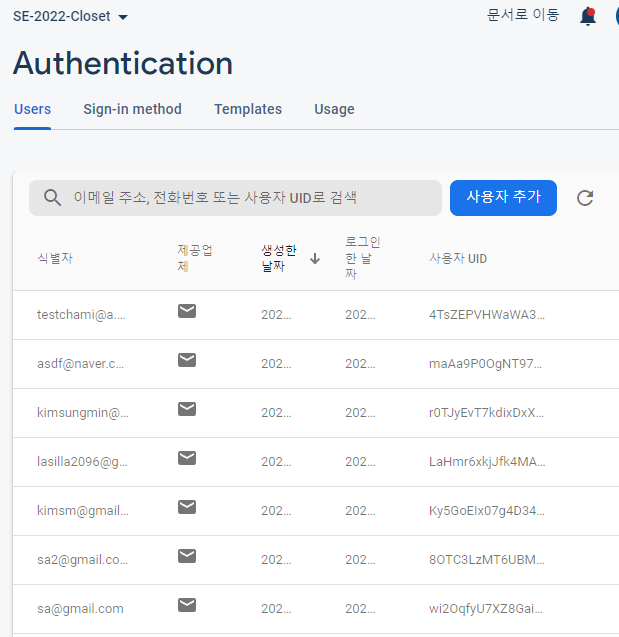 SE-2022-Closet
문서로 이동
Authentication
Users Sign-in method Templates Usage
이메일 주소, 전화번호 또는 사용자 UID로 검색
사용자 추가
식별자 제공업체 생성한 날짜 로그인한 날짜 사용자 UID
testchami@a.... 202... 202... 4TsZEPVHWaWA3...
asdf@naver.c... 202... 202... maAa9P0OgNT97...
kimsungmin@... 202... 202... r0TJyEvT7kdixDxX...
lasilla2096@g... 202... 202... LaHmr6xkjJfk4MA...
kimsm@gmail... 202... 202... Ky5GoEIx07g4D34...
sa2@gmail.co... 202... 202... 8OTC3LzMT6UBM...
sa@gmail.com 202... 202... wi2OqfyU7XZ8Gai...